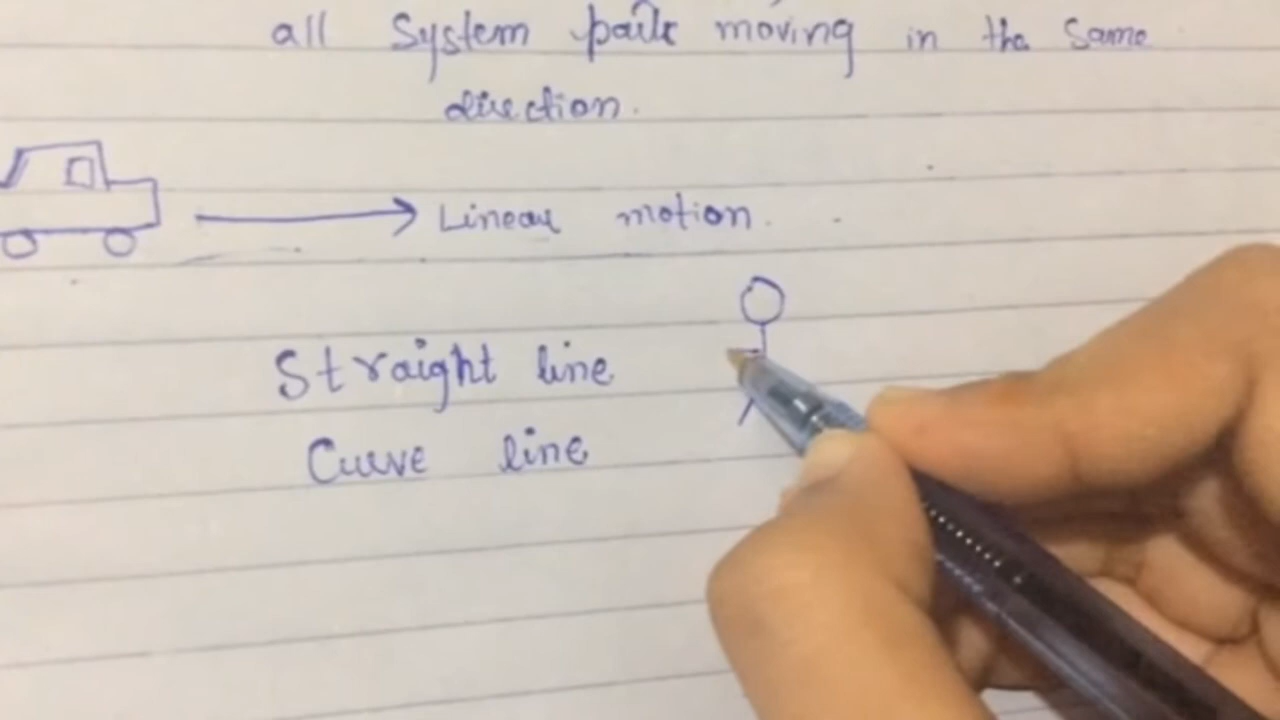 all System parts moving in the same
direction.
Linear motion.
Straight line
Curve line